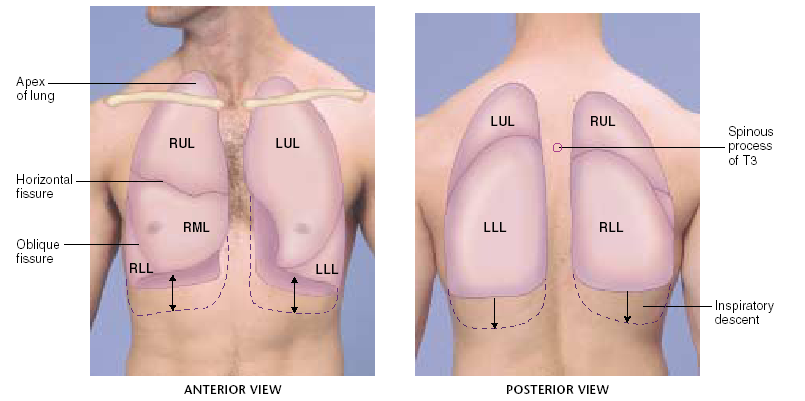 Apex
of lung
RUL
LUL
Horizontal
fissure
RML
Oblique
fissure
RLL
LLL
ANTERIOR VIEW
LUL
RUL
Spinous
process
of T3
LLL
RLL
Inspiratory
descent
POSTERIOR VIEW